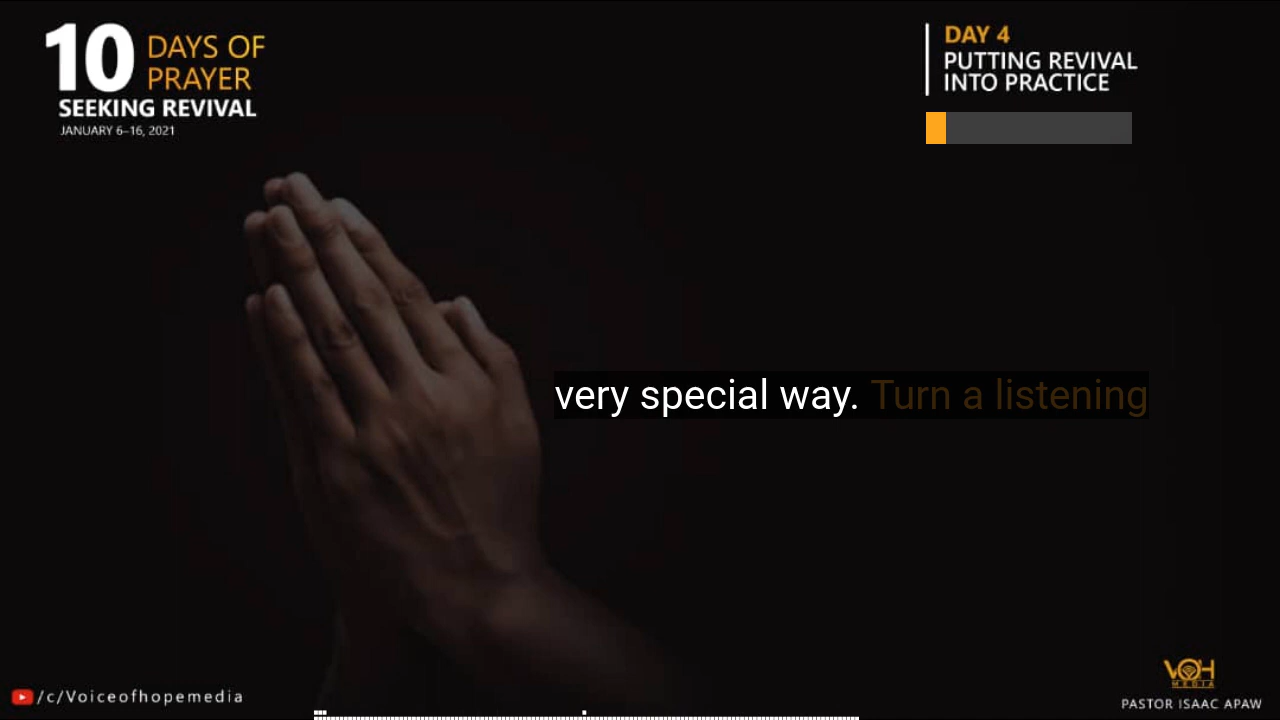 10 DAYS OF
PRAYER
SEEKING REVIVAL
JANUARY 6–16, 2021
DAY 4
PUTTING REVIVAL
INTO PRACTICE
very special way. Turn a listening
/c/Voiceofhopemedia
VOH
MEDIA
PASTOR ISAAC APAW